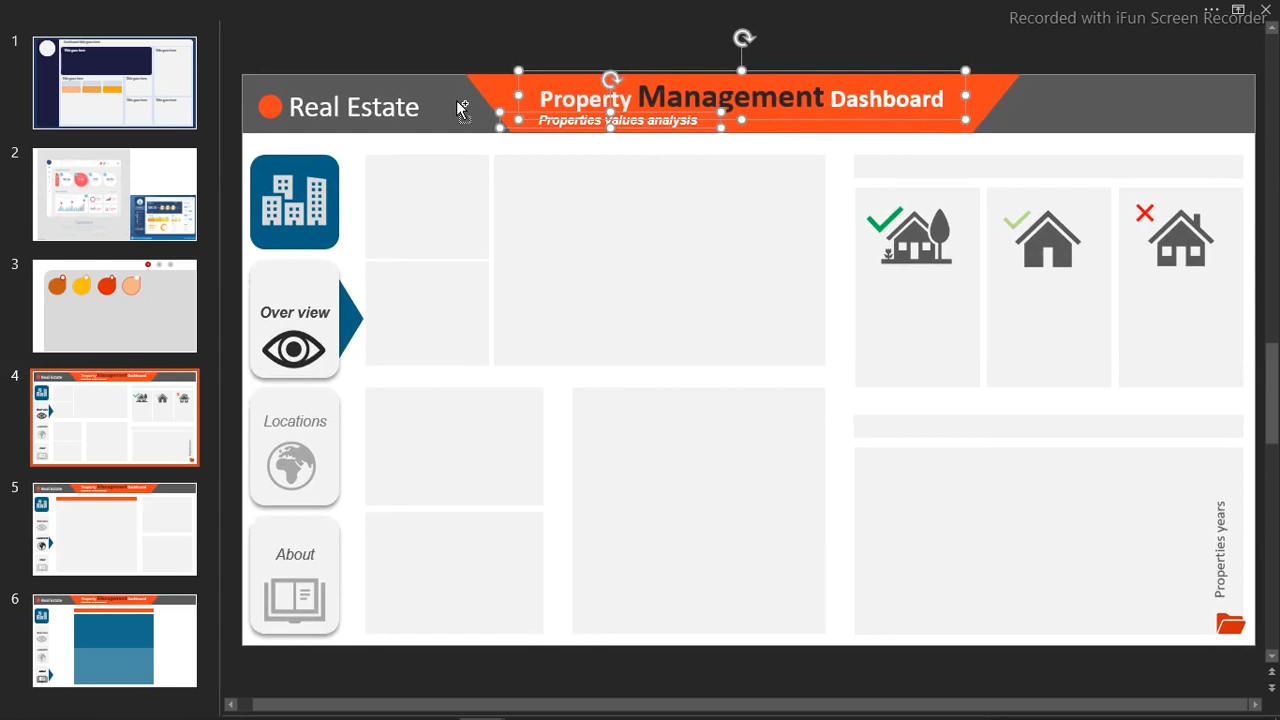 Recorded with iFun Screen Recorder
1
2
3
4
5
6
Real Estate
Property Management Dashboard
Properties values analysis
Over view
Locations
About
Properties years